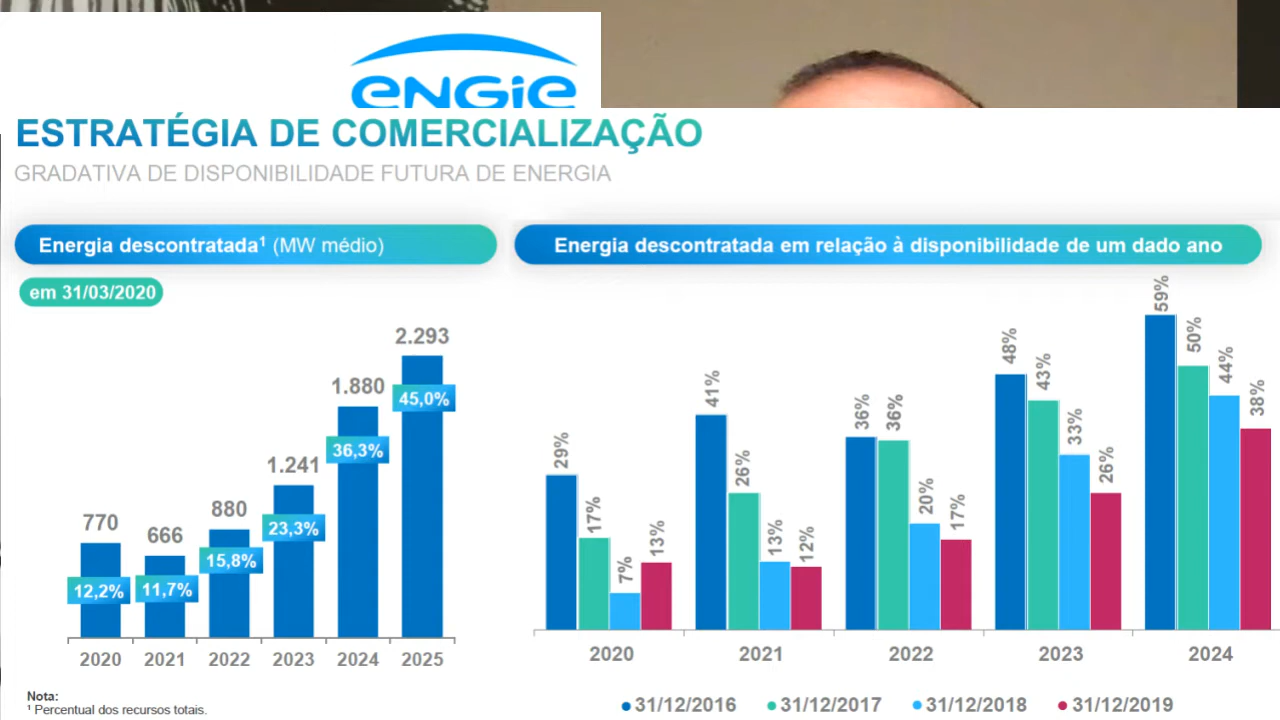 ENGIE
ESTRATÉGIA DE COMERCIALIZAÇÃO
GRADATIVA DE DISPONIBILIDADE FUTURA DE ENERGIA
Energia descontratada¹ (MW médio)
em 31/03/2020
2.293
1.880
1.241
880
770
666
45,0%
36,3%
23,3%
15,8%
12,2% 11,7%
2020 2021 2022 2023 2024 2025
Nota:
¹ Percentual dos recursos totais.
Energia descontratada em relação à disponibilidade de um dado ano
29% 17% 7% 13%
41% 26% 13% 12%
36% 36% 20% 17%
48% 43% 33% 26%
59% 50% 44% 38%
2020 2021 2022 2023 2024
31/12/2016 31/12/2017 31/12/2018 31/12/2019